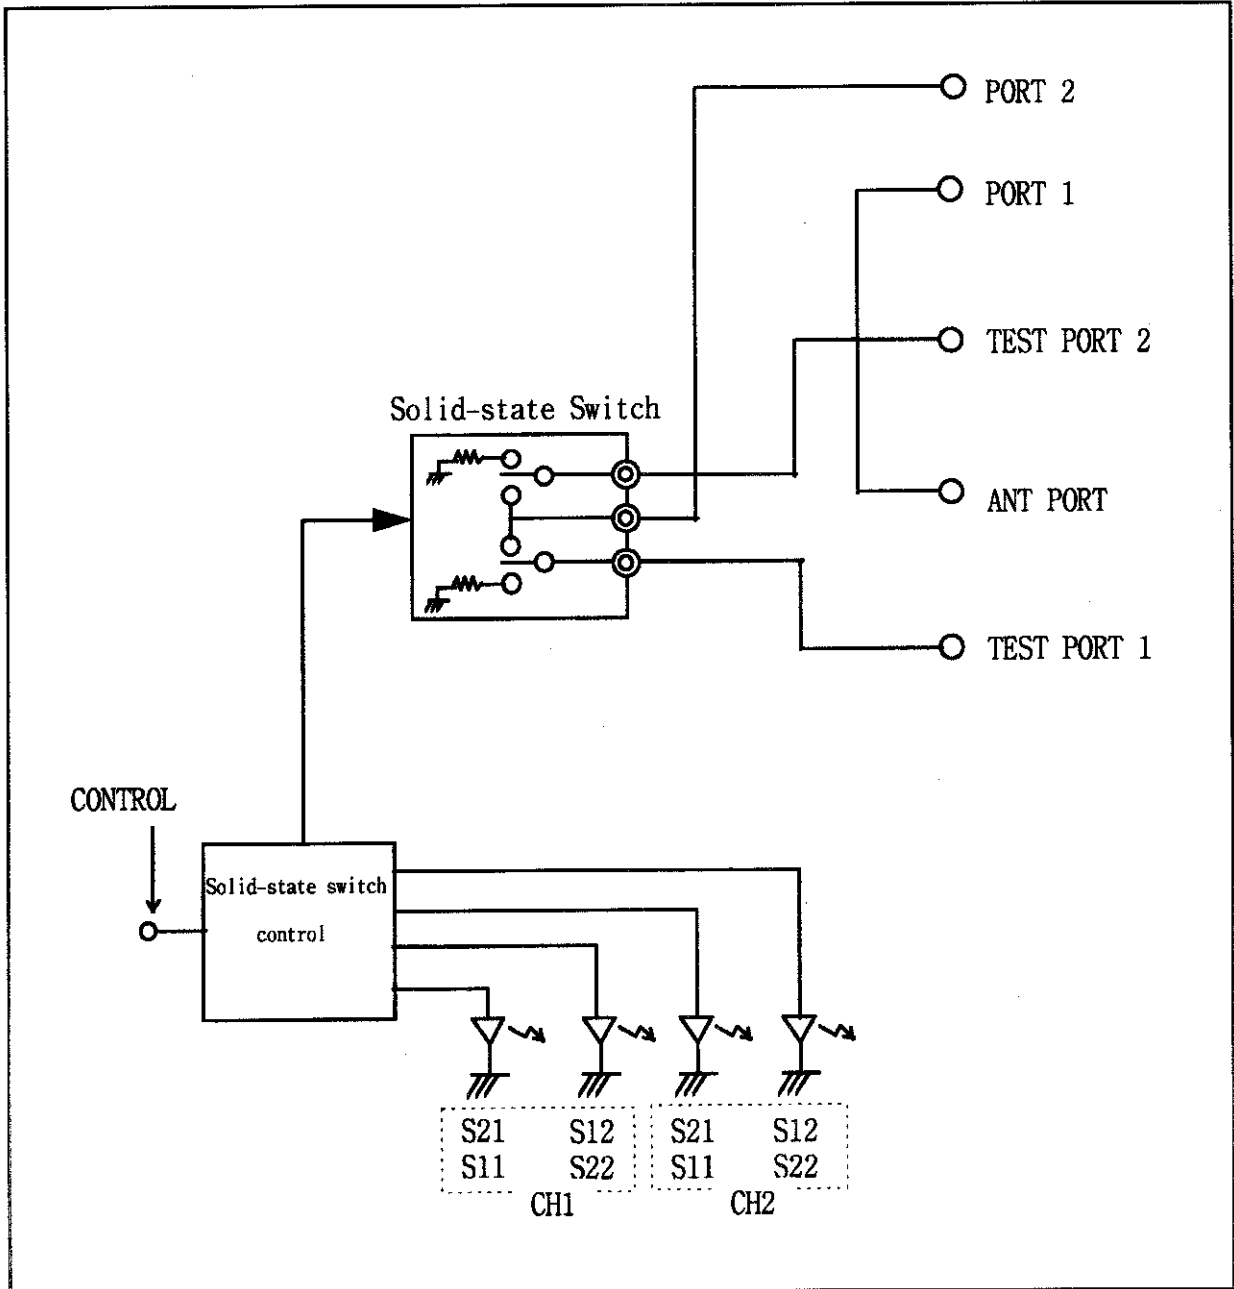 PORT 2
PORT 1
TEST PORT 2
Solid-state Switch
ANT PORT
TEST PORT 1
CONTROL
Solid-state switch
control
S21 S12 S21 S12
S11 S22 S11 S22
CH1 CH2